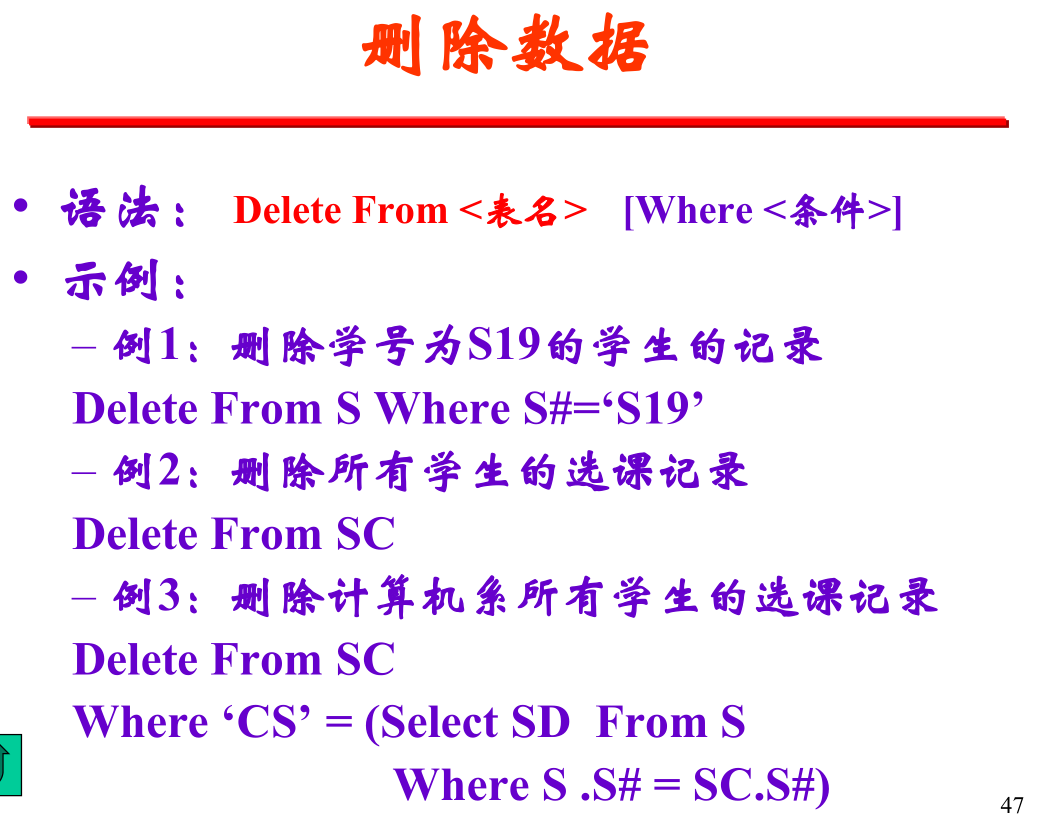 删除数据
• 语法： Delete From <表名> [Where <条件>]
• 示例：
– 例1：删除学号为S19的学生的记录
Delete From S Where S#=‘S19’
– 例2：删除所有学生的选课记录
Delete From SC
– 例3：删除计算机系所有学生的选课记录
Delete From SC
Where ‘CS’ = (Select SD From S
Where S .S# = SC.S#)
47